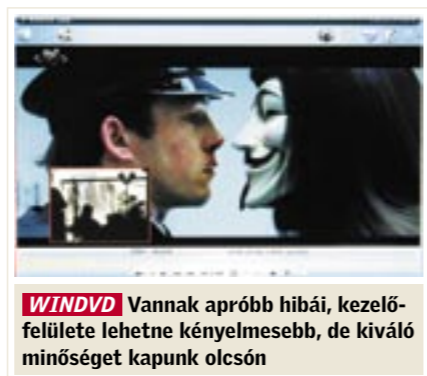 WINDVD Vannak apróbb hibái, kezelő-
felülete lehetne kényelmesebb, de kiváló
minőséget kapunk olcsón